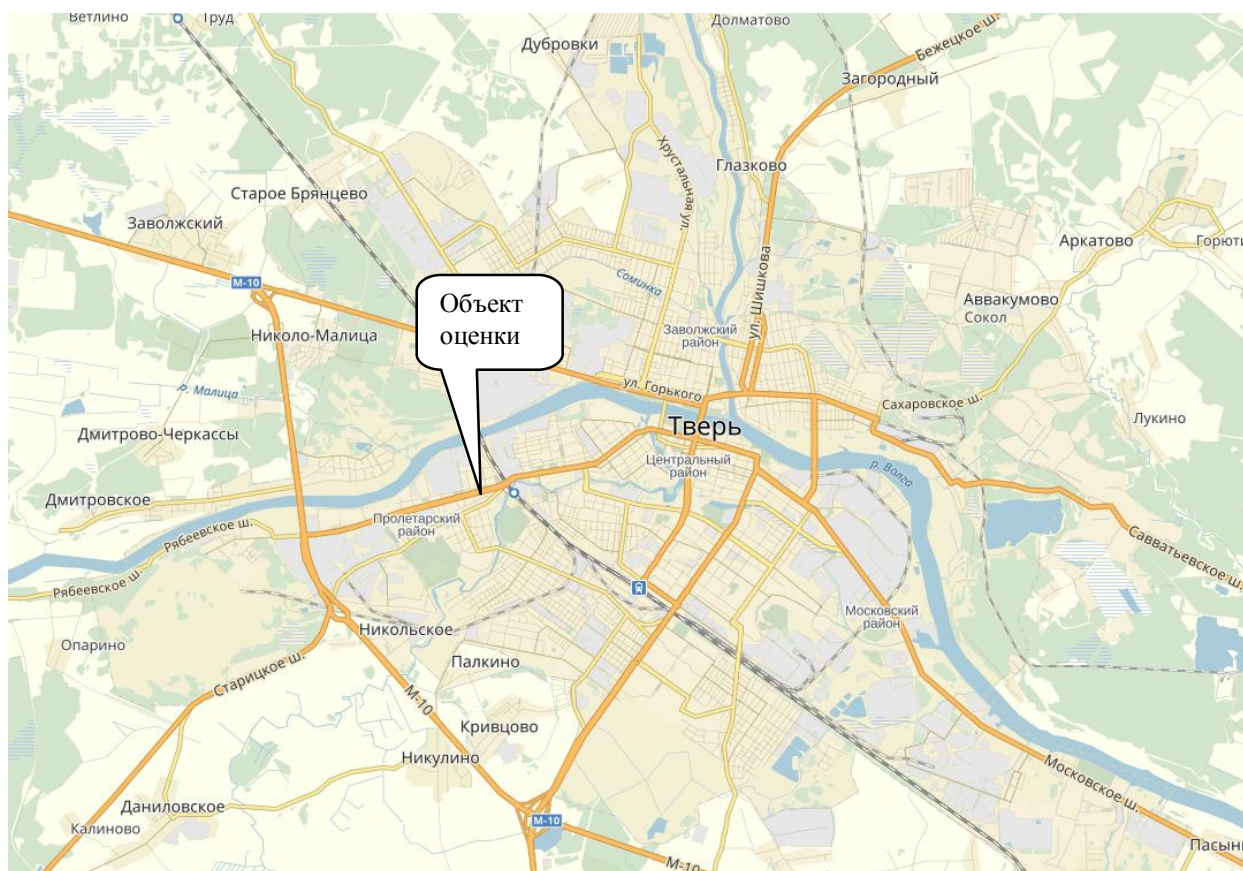 Ветлино
Труд
Дубровки
Долматово
Бежецкое ш.
Загородный
Хрустальная ул.
Глазково
Старое Брянцево
Заволжский
Аркатово
Горюти
М-10
Соминка
Объект
оценки
Николо-Малица
Заволжский
район
ул. Шишкова
Аввакумово
Сокол
р. Малица
ул. Горького
Сахаровское ш.
Лукино
Дмитрово-Черкассы
Тверь
Центральный
район
р. Волга
Дмитровское
Рябеевское ш.
Пролетарский
район
Савватьевское ш.
Рябеевское ш.
Московский
район
Опарино
Никольское
Старицкое ш.
Палкино
М-10
Кривцово
Никулино
Московское ш.
Даниловское
Калиново
М-10
М-10
Пасынк